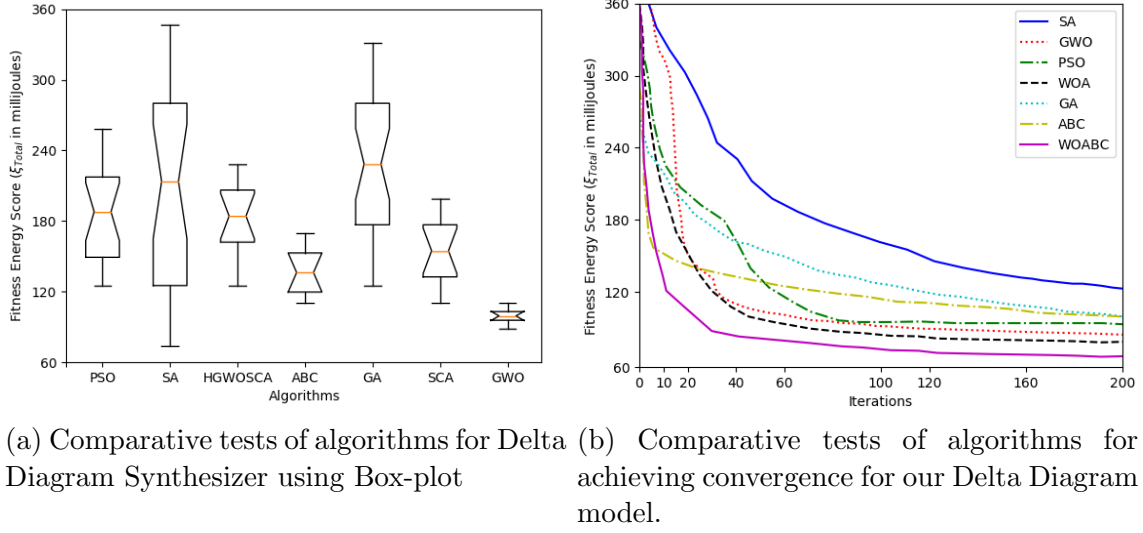 360
300
240
180
120
60
Fitness Energy Score (ξTotal in millijoules)
PSO SA HGWOSCA ABC GA SCA GWO
Algorithms
360
300
240
180
120
60
Fitness Energy Score (ξTotal in millijoules)
0 10 20 40 60 100 120 160 200
Iterations
SA
GWO
PSO
WOA
GA
ABC
WOABC
(a) Comparative tests of algorithms for Delta
Diagram Synthesizer using Box-plot
(b) Comparative tests of algorithms for
achieving convergence for our Delta Diagram
model.